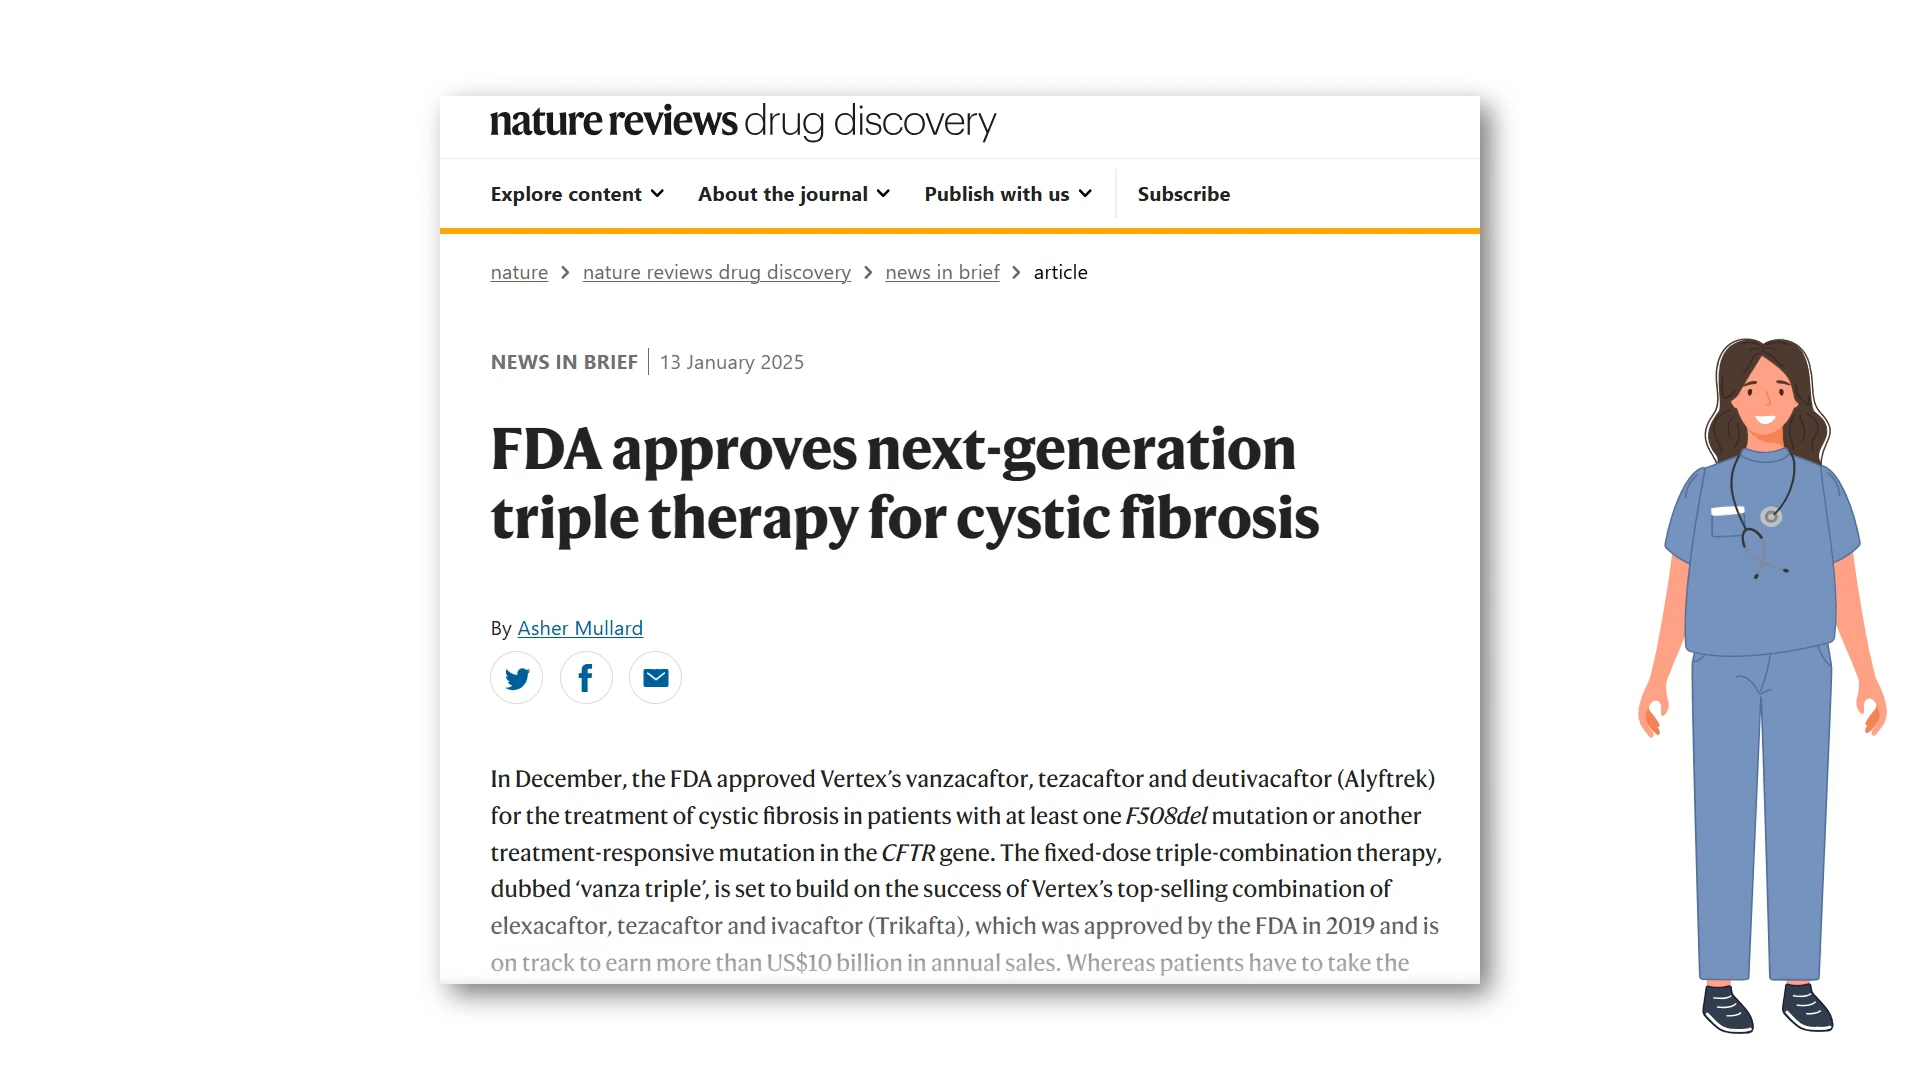 nature reviews drug discovery
Explore content About the journal Publish with us Subscribe
nature > nature reviews drug discovery > news in brief > article
NEWS IN BRIEF | 13 January 2025
FDA approves next-generation
triple therapy for cystic fibrosis
By Asher Mullard
In December, the FDA approved Vertex’s vanzacaftor, tezacaftor and deutivacaftor (Alyftrek)
for the treatment of cystic fibrosis in patients with at least one F508del mutation or another
treatment-responsive mutation in the CFTR gene. The fixed-dose triple-combination therapy,
dubbed ‘vanza triple’, is set to build on the success of Vertex’s top-selling combination of
elexacaftor, tezacaftor and ivacaftor (Trikafta), which was approved by the FDA in 2019 and is
on track to earn more than US$10 billion in annual sales. Whereas patients have to take the